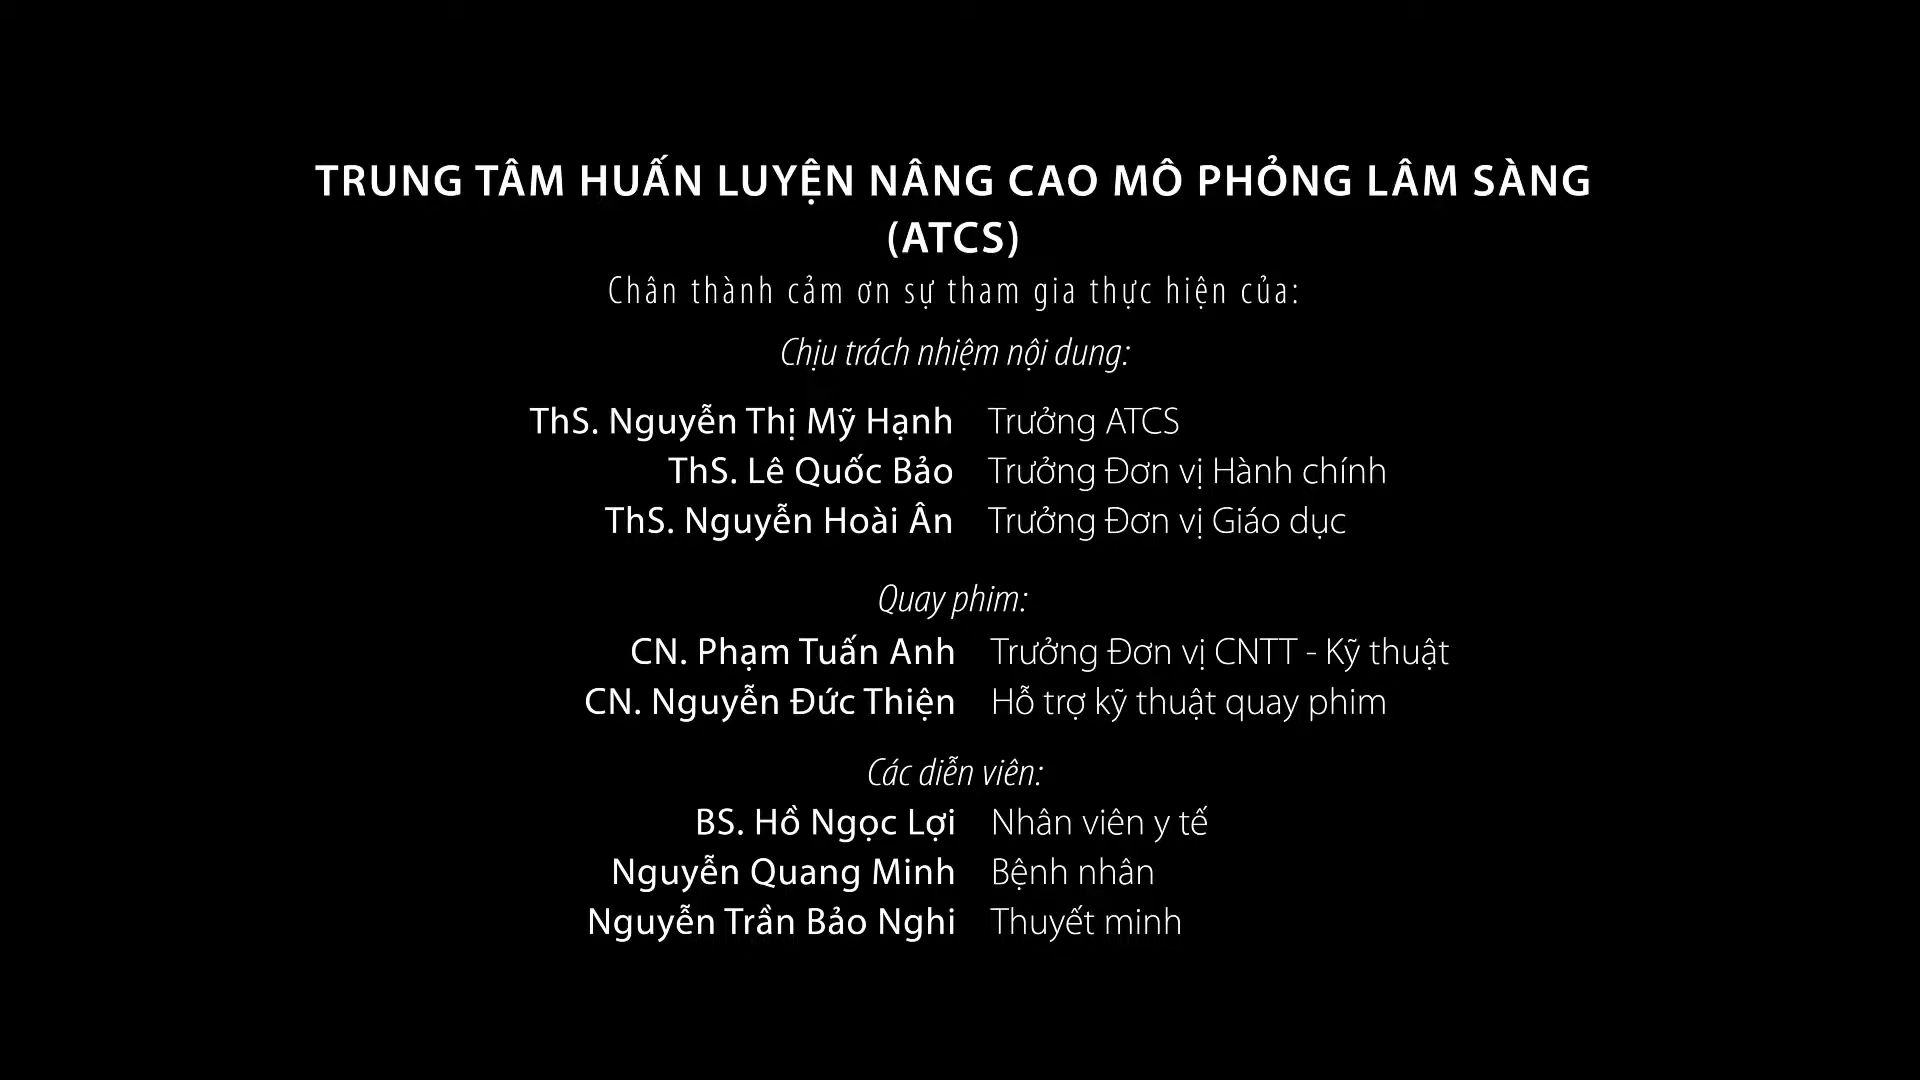 TRUNG TÂM HUẤN LUYỆN NÂNG CAO MÔ PHỎNG LÂM SÀNG
(ATCS)
Chân thành cảm ơn sự tham gia thực hiện của:
Chịu trách nhiệm nội dung:
ThS. Nguyễn Thị Mỹ Hạnh Trưởng ATCS
ThS. Lê Quốc Bảo Trưởng Đơn vị Hành chính
ThS. Nguyễn Hoài Ân Trưởng Đơn vị Giáo dục
Quay phim:
CN. Phạm Tuấn Anh Trưởng Đơn vị CNTT - Kỹ thuật
CN. Nguyễn Đức Thiện Hỗ trợ kỹ thuật quay phim
Các diễn viên:
BS. Hồ Ngọc Lợi Nhân viên y tế
Nguyễn Quang Minh Bệnh nhân
Nguyễn Trần Bảo Nghi Thuyết minh